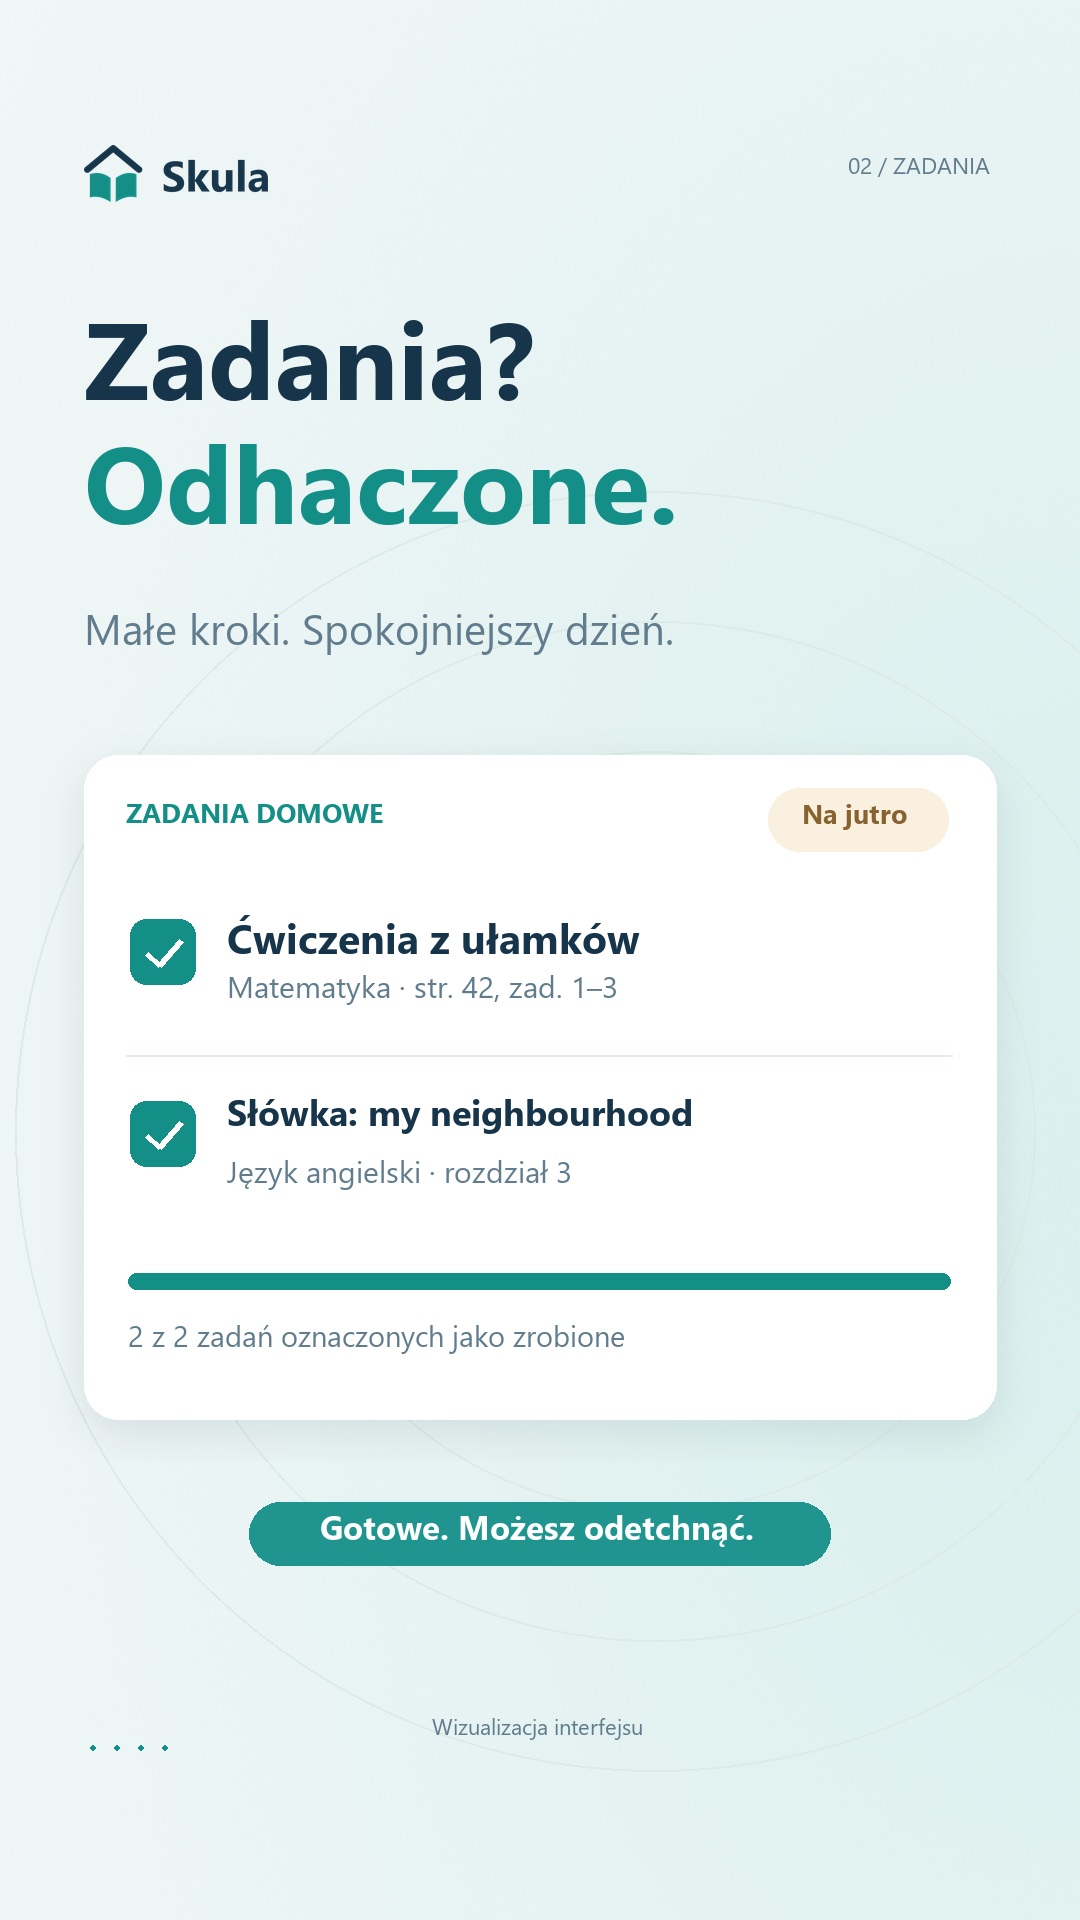 Skula
02 / ZADANIA
Zadania?
Odhaczone.
Małe kroki. Spokojniejszy dzień.
ZADANIA DOMOWE
Na jutro
Ćwiczenia z ułamków
Matematyka · str. 42, zad. 1–3
Słówka: my neighbourhood
Język angielski · rozdział 3
2 z 2 zadań oznaczonych jako zrobione
Gotowe. Możesz odetchnąć.
Wizualizacja interfejsu